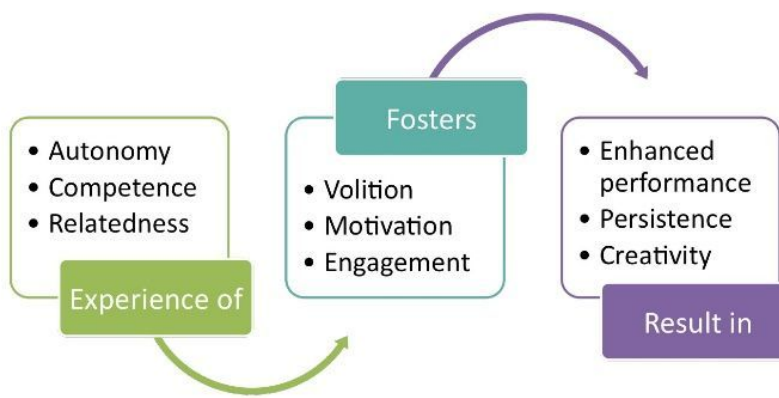 • Autonomy
• Competence
• Relatedness
Experience of
Fosters
• Volition
• Motivation
• Engagement
• Enhanced
performance
• Persistence
• Creativity
Result in